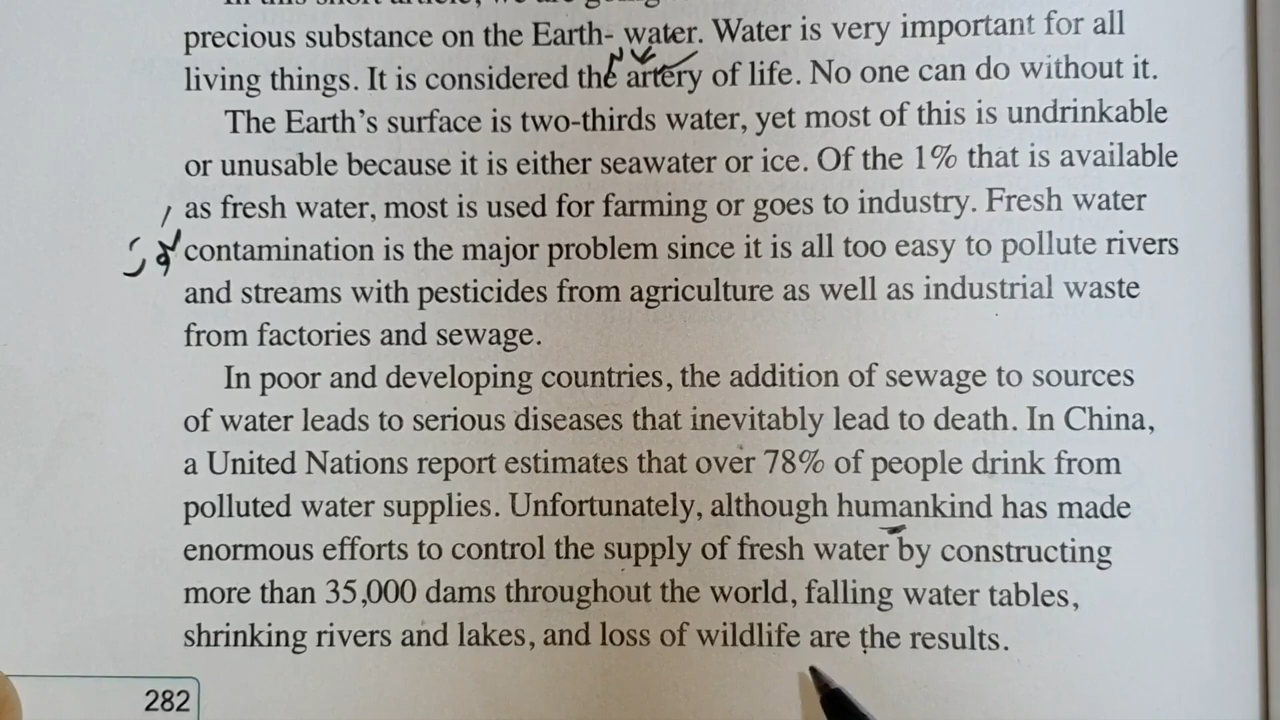 precious substance on the Earth- water. Water is very important for all
living things. It is considered the artery of life. No one can do without it.
The Earth's surface is two-thirds water, yet most of this is undrinkable
or unusable because it is either seawater or ice. Of the 1% that is available
as fresh water, most is used for farming or goes to industry. Fresh water
contamination is the major problem since it is all too easy to pollute rivers
and streams with pesticides from agriculture as well as industrial waste
from factories and sewage.
In poor and developing countries, the addition of sewage to sources
of water leads to serious diseases that inevitably lead to death. In China,
a United Nations report estimates that over 78% of people drink from
polluted water supplies. Unfortunately, although humankind has made
enormous efforts to control the supply of fresh water by constructing
more than 35,000 dams throughout the world, falling water tables,
shrinking rivers and lakes, and loss of wildlife are the results.
282